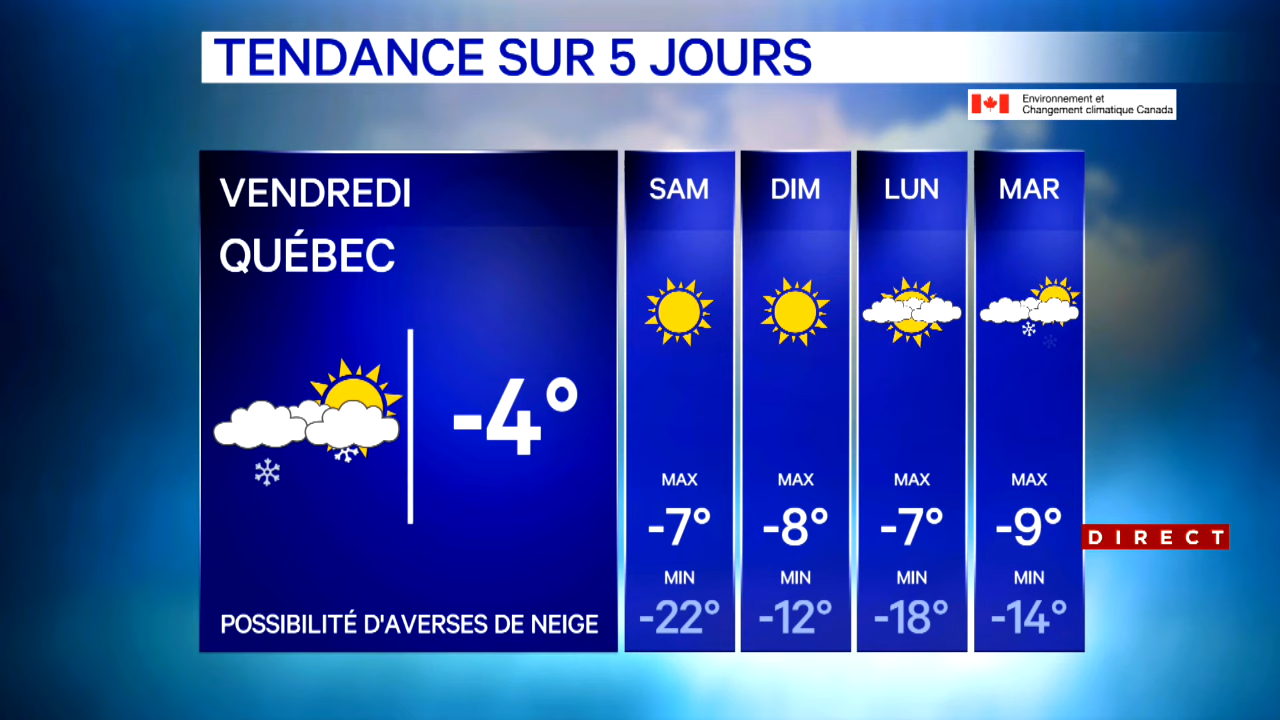 TENDANCE SUR 5 JOURS
Environnement et
Changement climatique Canada
VENDREDI
QUÉBEC
-4°
POSSIBILITÉ D'AVERSES DE NEIGE
SAM
MAX
-7°
MIN
-22°
DIM
MAX
-8°
MIN
-12°
LUN
MAX
-7°
MIN
-18°
MAR
MAX
-9°
MIN
-14°
DIRECT